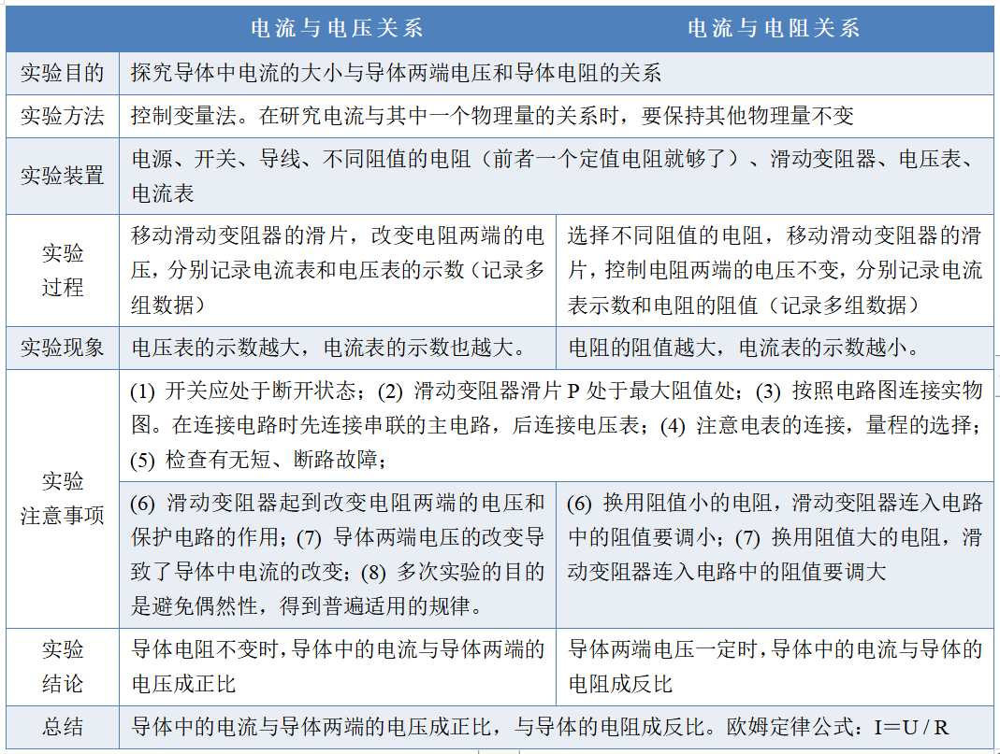 电流与电压关系 电流与电阻关系
实验目的 探究导体中电流的大小与导体两端电压和导体电阻的关系
实验方法 控制变量法。在研究电流与其中一个物理量的关系时，要保持其他物理量不变
实验装置
电源、开关、导线、不同阻值的电阻（前者一个定值电阻就够了）、滑动变阻器、电压表、
电流表
实验
过程
移动滑动变阻器的滑片，改变电阻两端的电
压，分别记录电流表和电压表的示数（记录多
组数据）
选择不同阻值的电阻，移动滑动变阻器的滑
片，控制电阻两端的电压不变，分别记录电流
表示数和电阻的阻值（记录多组数据）
实验现象 电压表的示数越大，电流表的示数也越大。 电阻的阻值越大，电流表的示数越小。
实验
注意事项
(1) 开关应处于断开状态；(2) 滑动变阻器滑片 P 处于最大阻值处；(3) 按照电路图连接实物
图。在连接电路时先连接串联的主电路，后连接电压表；(4) 注意电表的连接，量程的选择；
(5) 检查有无短、断路故障；
(6) 滑动变阻器起到改变电阻两端的电压和
保护电路的作用；(7) 导体两端电压的改变导
致了导体中电流的改变；(8) 多次实验的目的
是避免偶然性，得到普遍适用的规律。
(6) 换用阻值小的电阻，滑动变阻器连入电路
中的阻值要调小；(7) 换用阻值大的电阻，滑
动变阻器连入电路中的阻值要调大
实验
结论
导体电阻不变时，导体中的电流与导体两端的
电压成正比
导体两端电压一定时，导体中的电流与导体的
电阻成反比
总结 导体中的电流与导体两端的电压成正比，与导体的电阻成反比。欧姆定律公式：I＝U / R